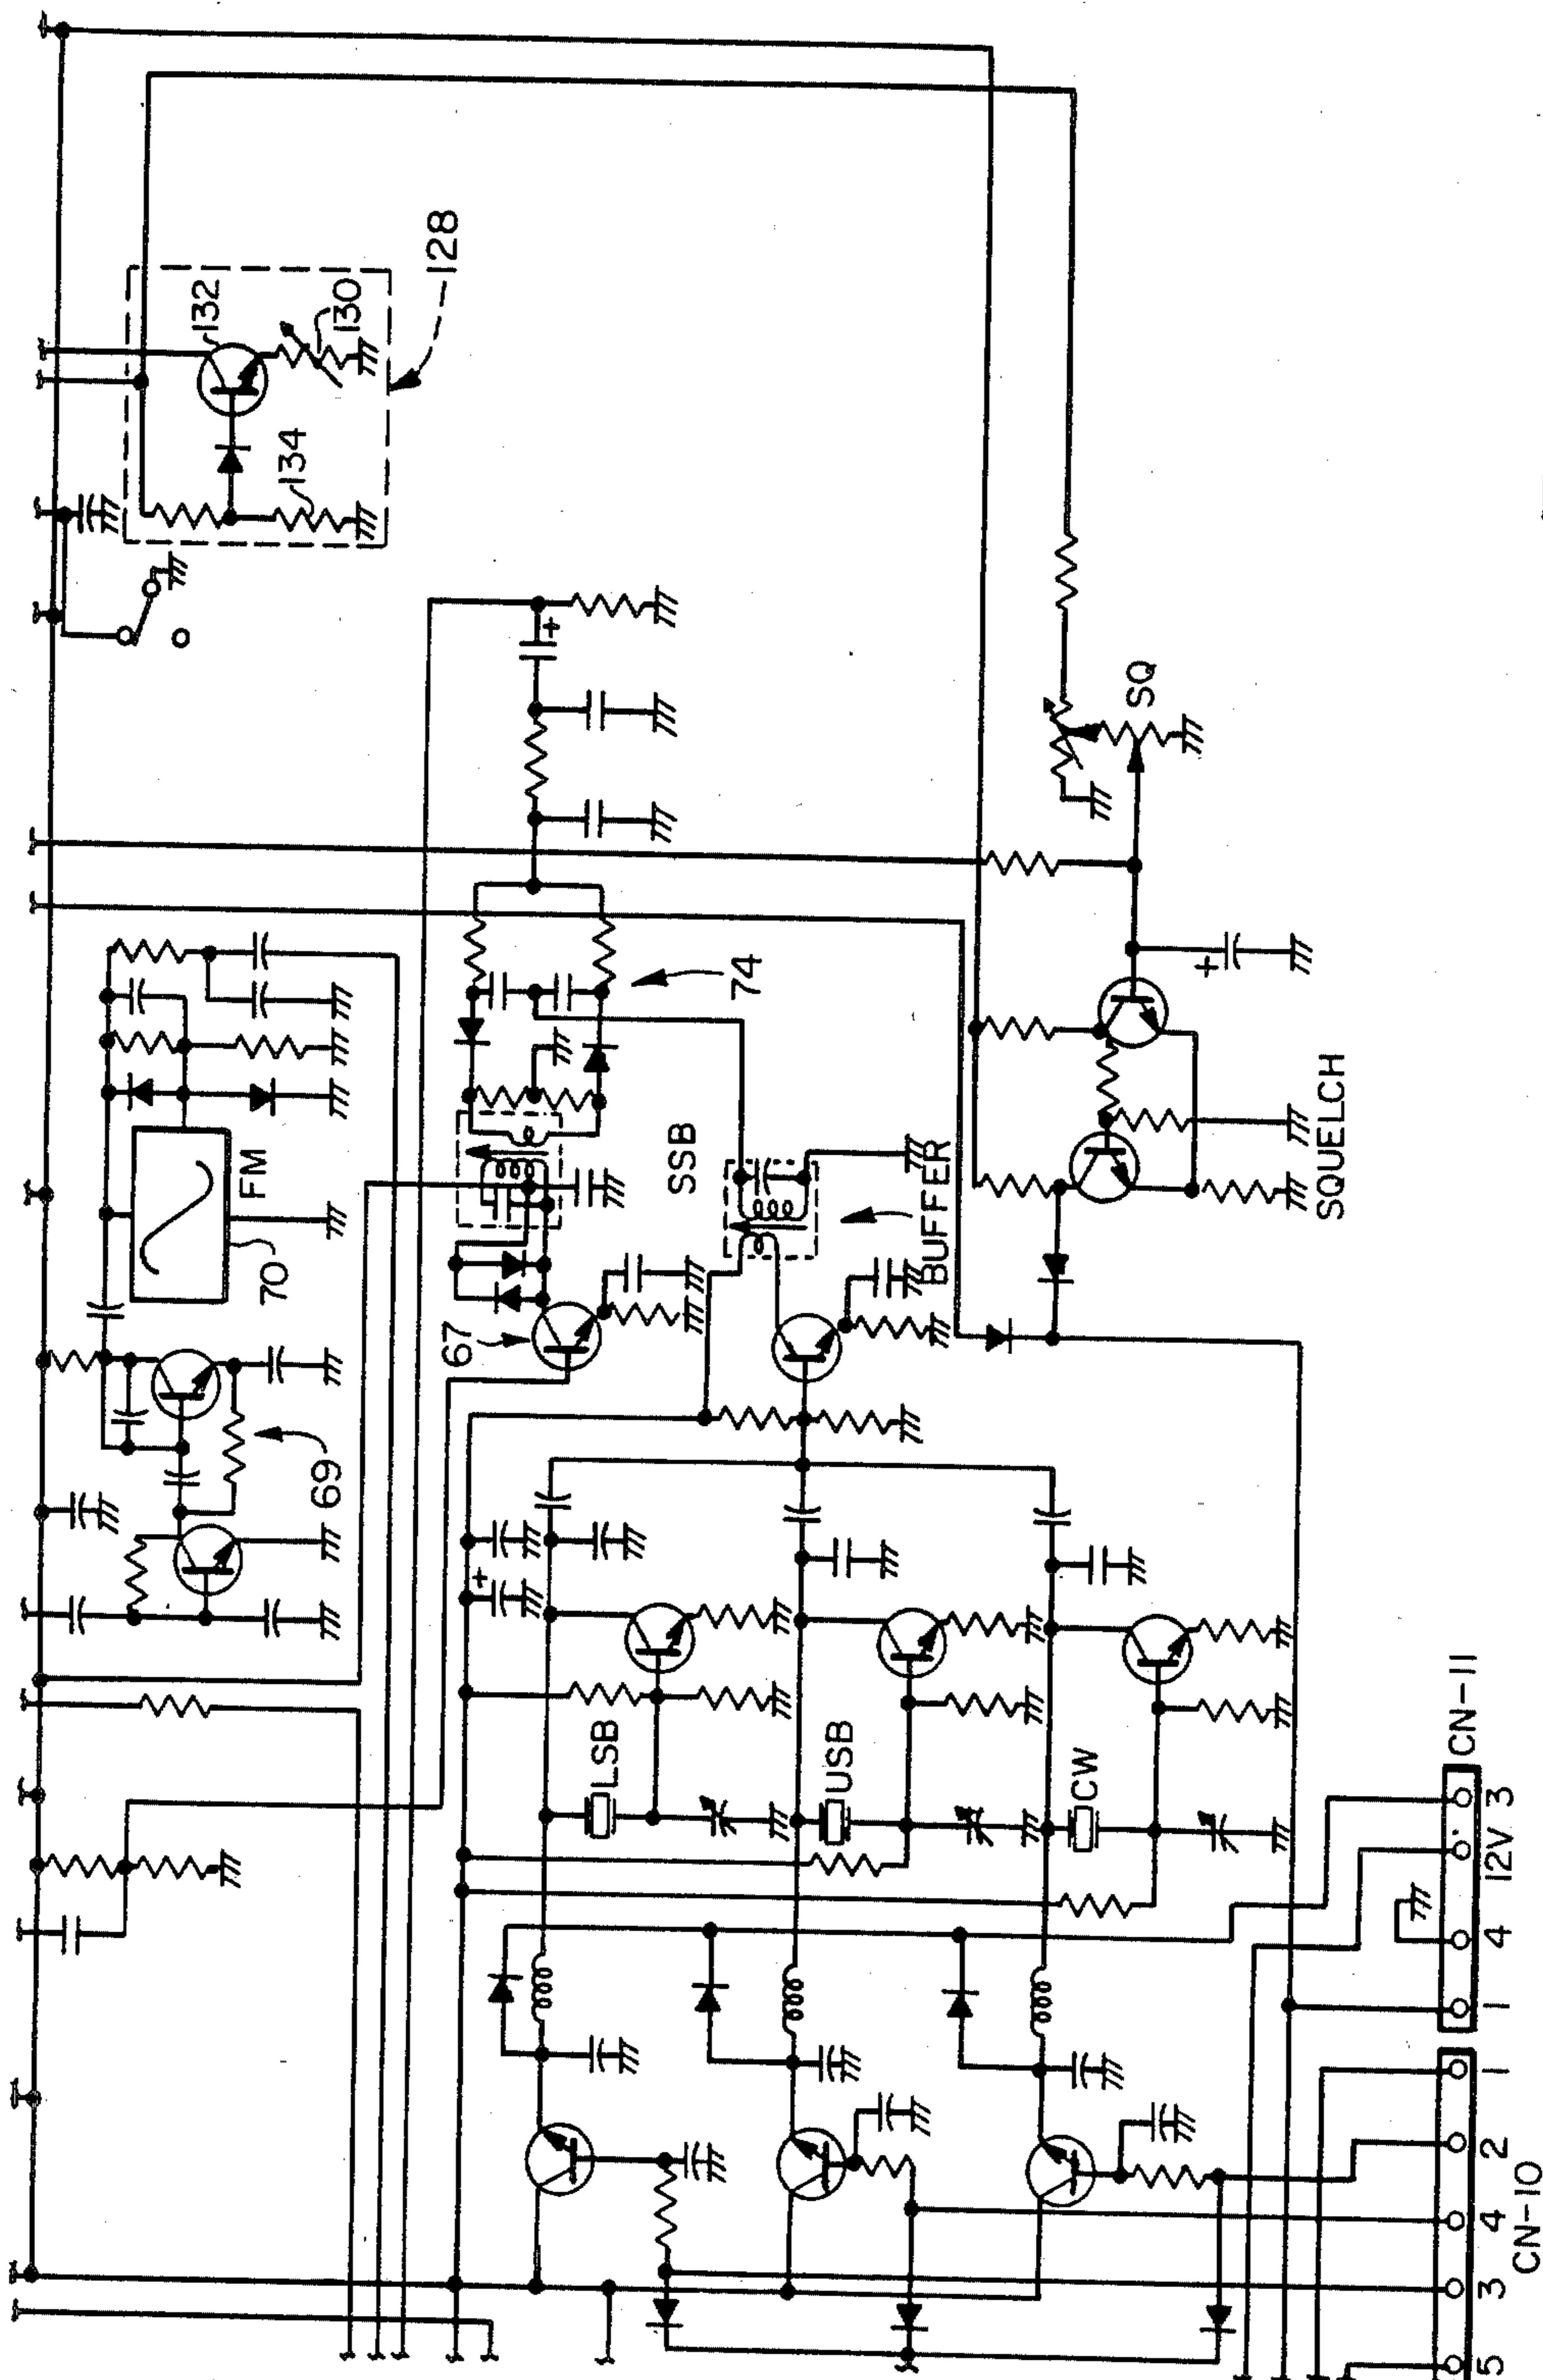 128
132
130
134
SQ
74
FM
70
SSB
67
BUFFER
SQUELCH
69
+
+
+
LSB
USB
CW
CN-11
1
4
12V
3
CN-10
5
3
4
2
1